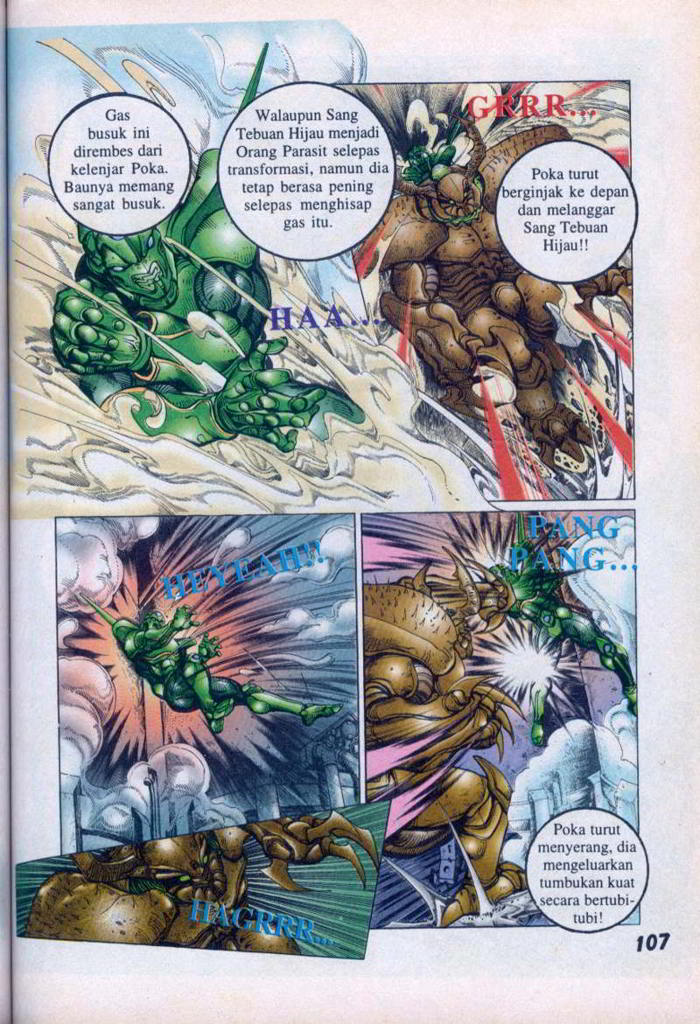 Gas
busuk ini
dirembes dari
kelenjar Poka.
Baunya memang
sangat busuk.
Walaupun Sang
Tebuan Hijau menjadi
Orang Parasit selepas
transformasi, namun dia
tetap berasa pening
selepas menghisap
gas itu.
HAA...
GRRR...
Poka turut
berginjak ke depan
dan melanggar
Sang Tebuan
Hijau!!
HEYEAH!!
PANG
PANG...
HAGRRR...
Poka turut
menyerang, dia
mengeluarkan
tumbukan kuat
secara bertubi-
tubi!
107